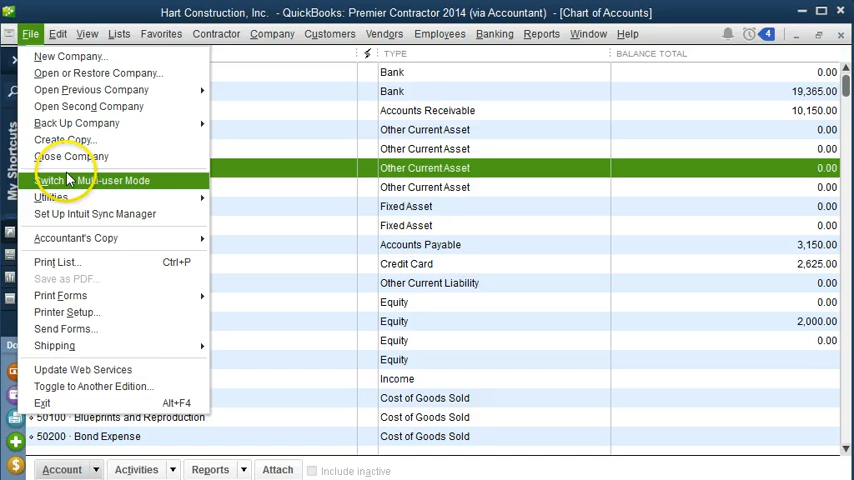 Hart Construction, Inc. - QuickBooks: Premier Contractor 2014 (via Accountant) - [Chart of Accounts]
File Edit View Lists Favorites Contractor Company Customers Vendors Employees Banking Reports Window Help 4
TYPE BALANCE TOTAL
New Company...
Open or Restore Company...
Open Previous Company
Open Second Company
Back Up Company
Create Copy...
Close Company
Switch Multi-user Mode
Utilities
Set Up Intuit Sync Manager
Accountant's Copy
Print List... Ctrl+P
Save as PDF...
Print Forms
Printer Setup...
Send Forms...
Shipping
Update Web Services
Toggle to Another Edition...
Exit Alt+F4
My Shortcuts
Do
Bank 0.00
Bank 19,365.00
Accounts Receivable 10,150.00
Other Current Asset 0.00
Other Current Asset 0.00
Other Current Asset 0.00
Other Current Asset 0.00
Fixed Asset 0.00
Fixed Asset 0.00
Accounts Payable 3,150.00
Credit Card 2,625.00
Other Current Liability 0.00
Equity 0.00
Equity 2,000.00
Equity 0.00
Equity
Income
Cost of Goods Sold
50100 · Blueprints and Reproduction Cost of Goods Sold
50200 · Bond Expense Cost of Goods Sold
Account Activities Reports Attach Include inactive